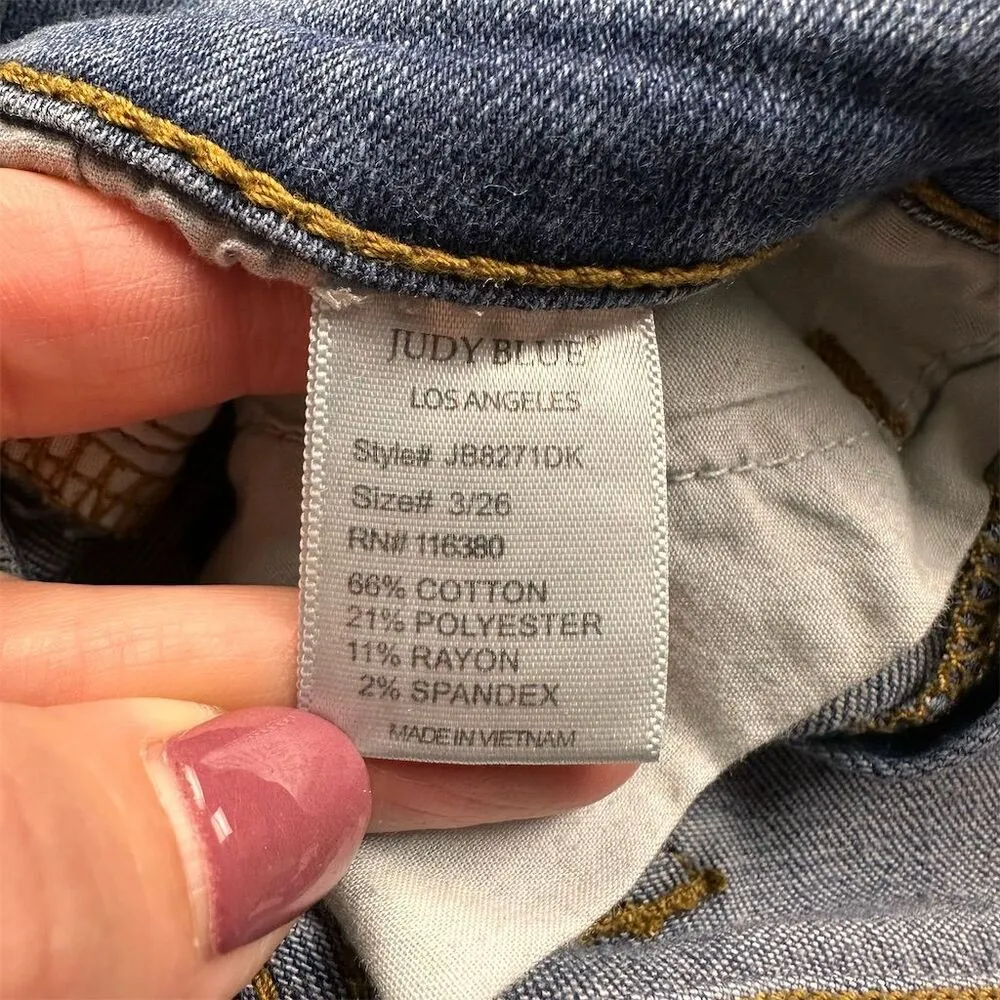 JUDY BLUE®
LOS ANGELES
Style# JB8271DK
Size# 3/26
RN# 116380
66% COTTON
21% POLYESTER
11% RAYON
2% SPANDEX
MADE IN VIETNAM